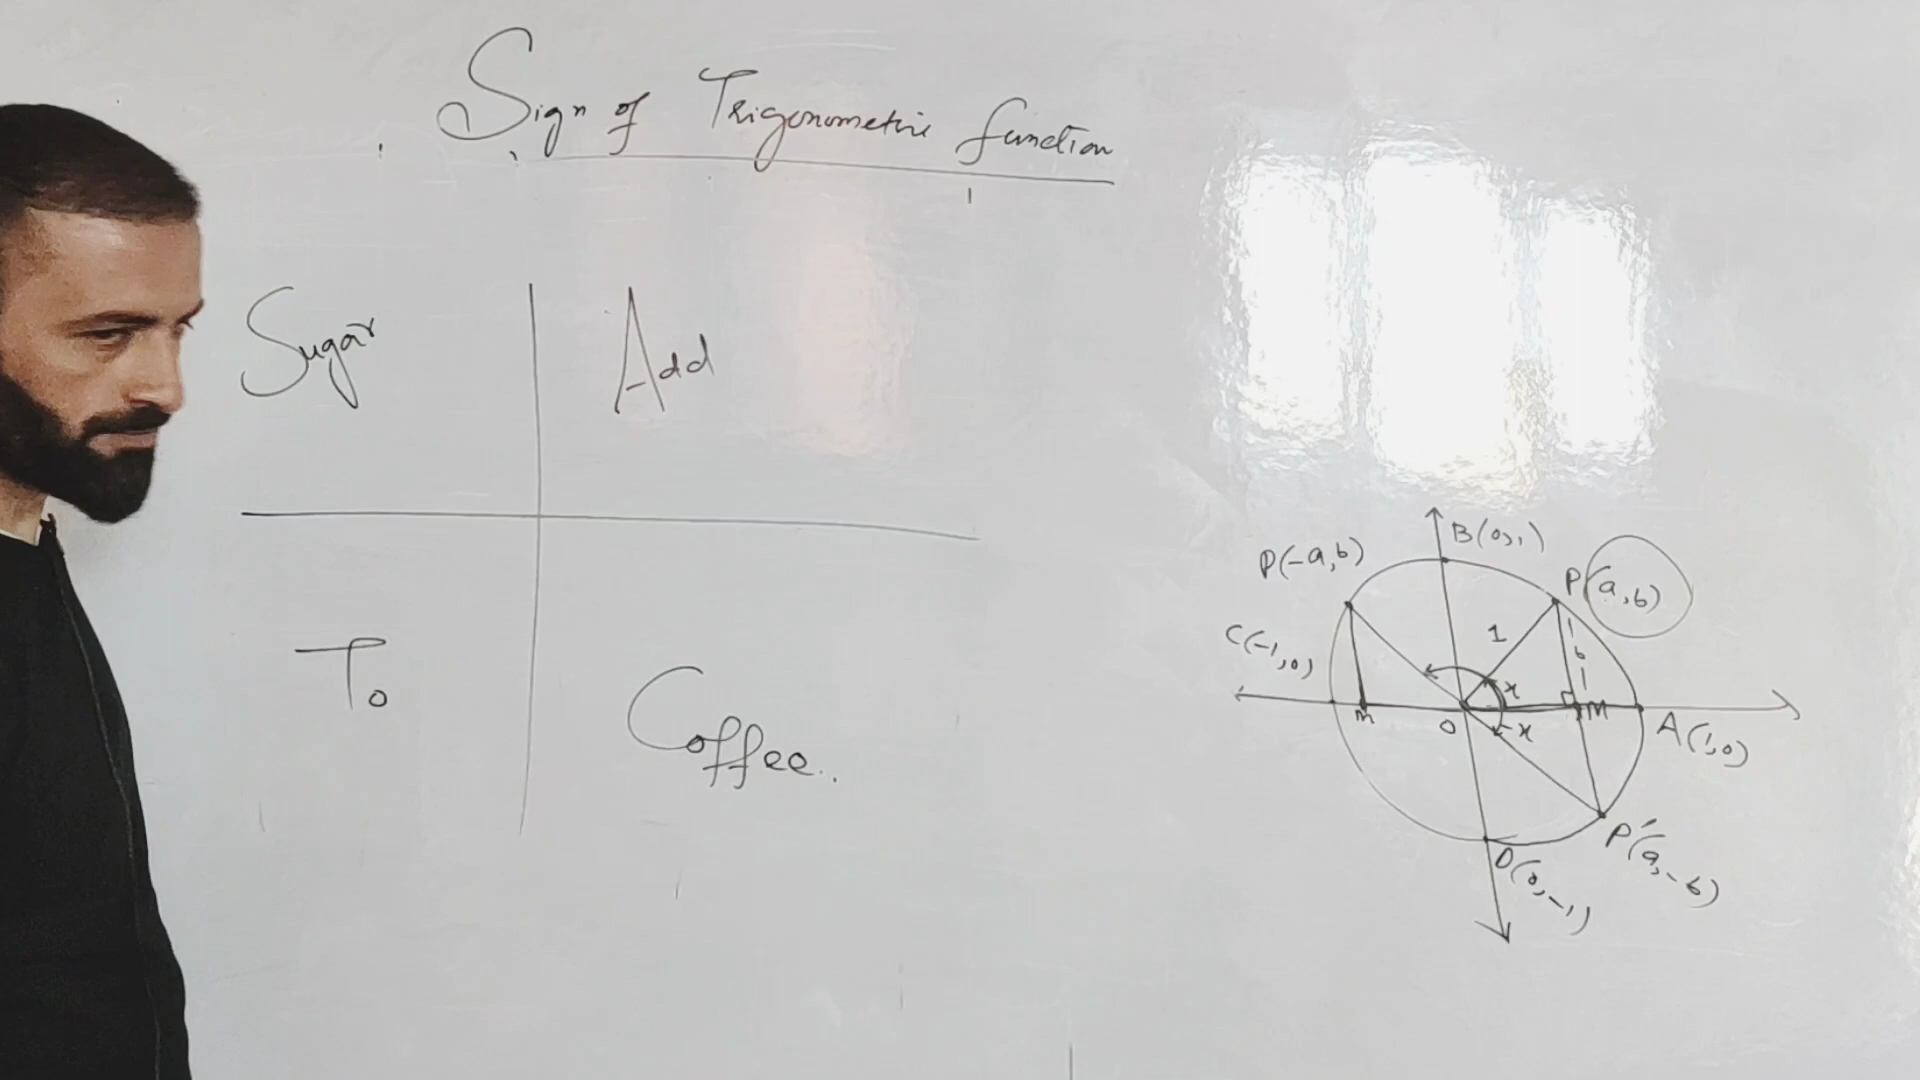 Sign of Trigonometric function
Sugar
Add
To
Coffee..
B(0,1)
P(-a,b)
P(a,b)
C(-1,0)
1
b
x
m
O
-x
M
A(1,0)
P'(a,-b)
D(0,-1)